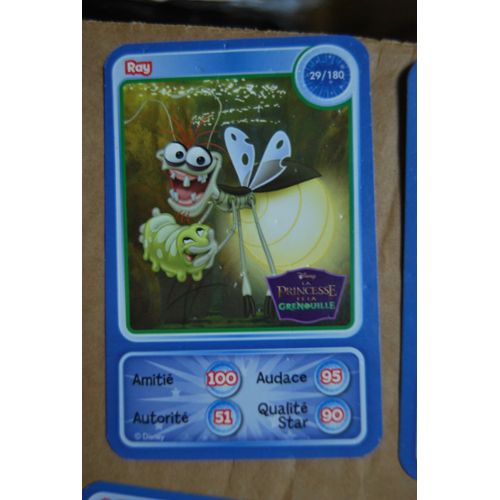 Ray
29/180
Disney
LA
PRINCESSE
ET LA
GRENOUILLE
Amitié 100 Audace 95
Autorité 51 Qualité Star 90
© Disney